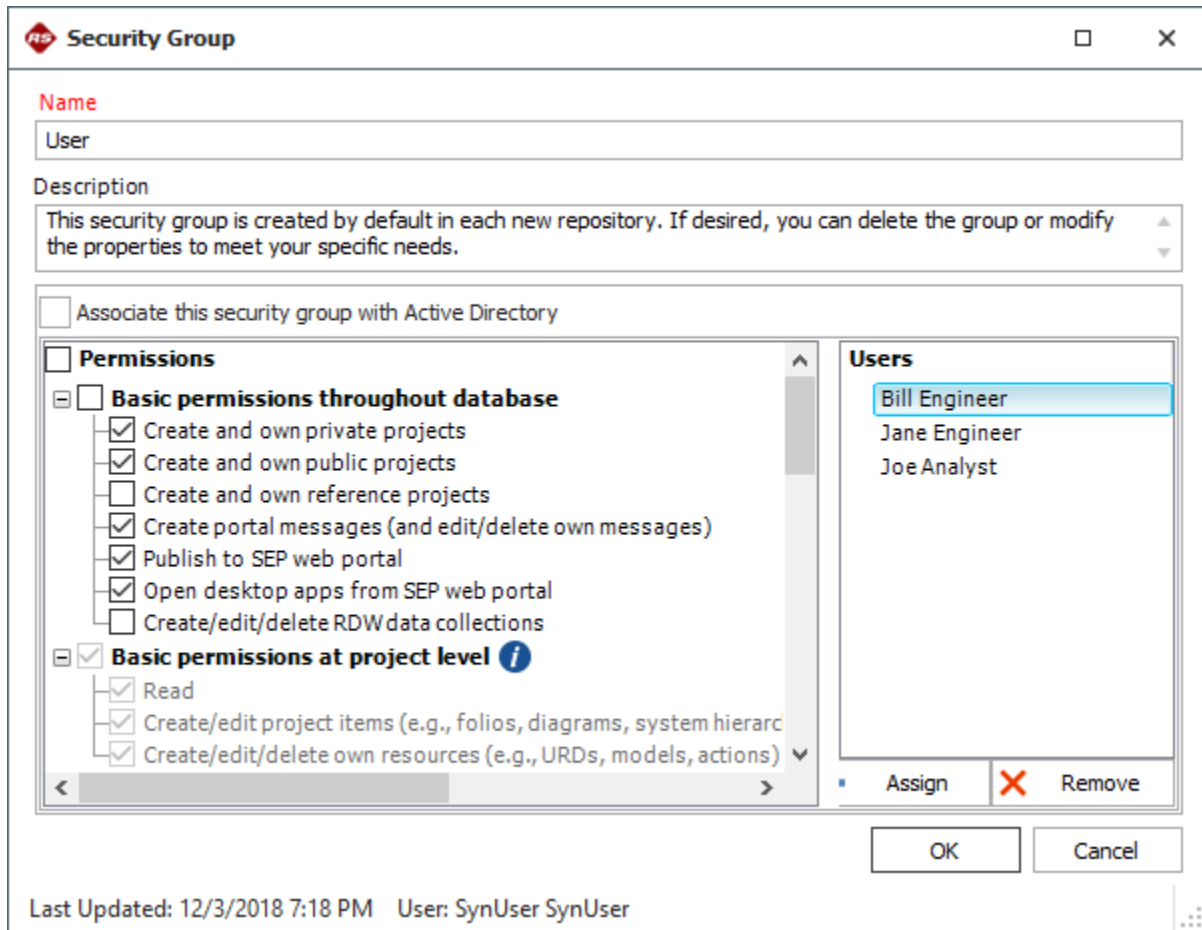 RS Security Group
Name
User
Description
This security group is created by default in each new repository. If desired, you can delete the group or modify
the properties to meet your specific needs.
Associate this security group with Active Directory
Permissions
Basic permissions throughout database
Create and own private projects
Create and own public projects
Create and own reference projects
Create portal messages (and edit/delete own messages)
Publish to SEP web portal
Open desktop apps from SEP web portal
Create/edit/delete RDW data collections
Basic permissions at project level i
Read
Create/edit project items (e.g., folios, diagrams, system hierarc
Create/edit/delete own resources (e.g., URDs, models, actions)
Users
Bill Engineer
Jane Engineer
Joe Analyst
Assign Remove
OK Cancel
Last Updated: 12/3/2018 7:18 PM User: SynUser SynUser